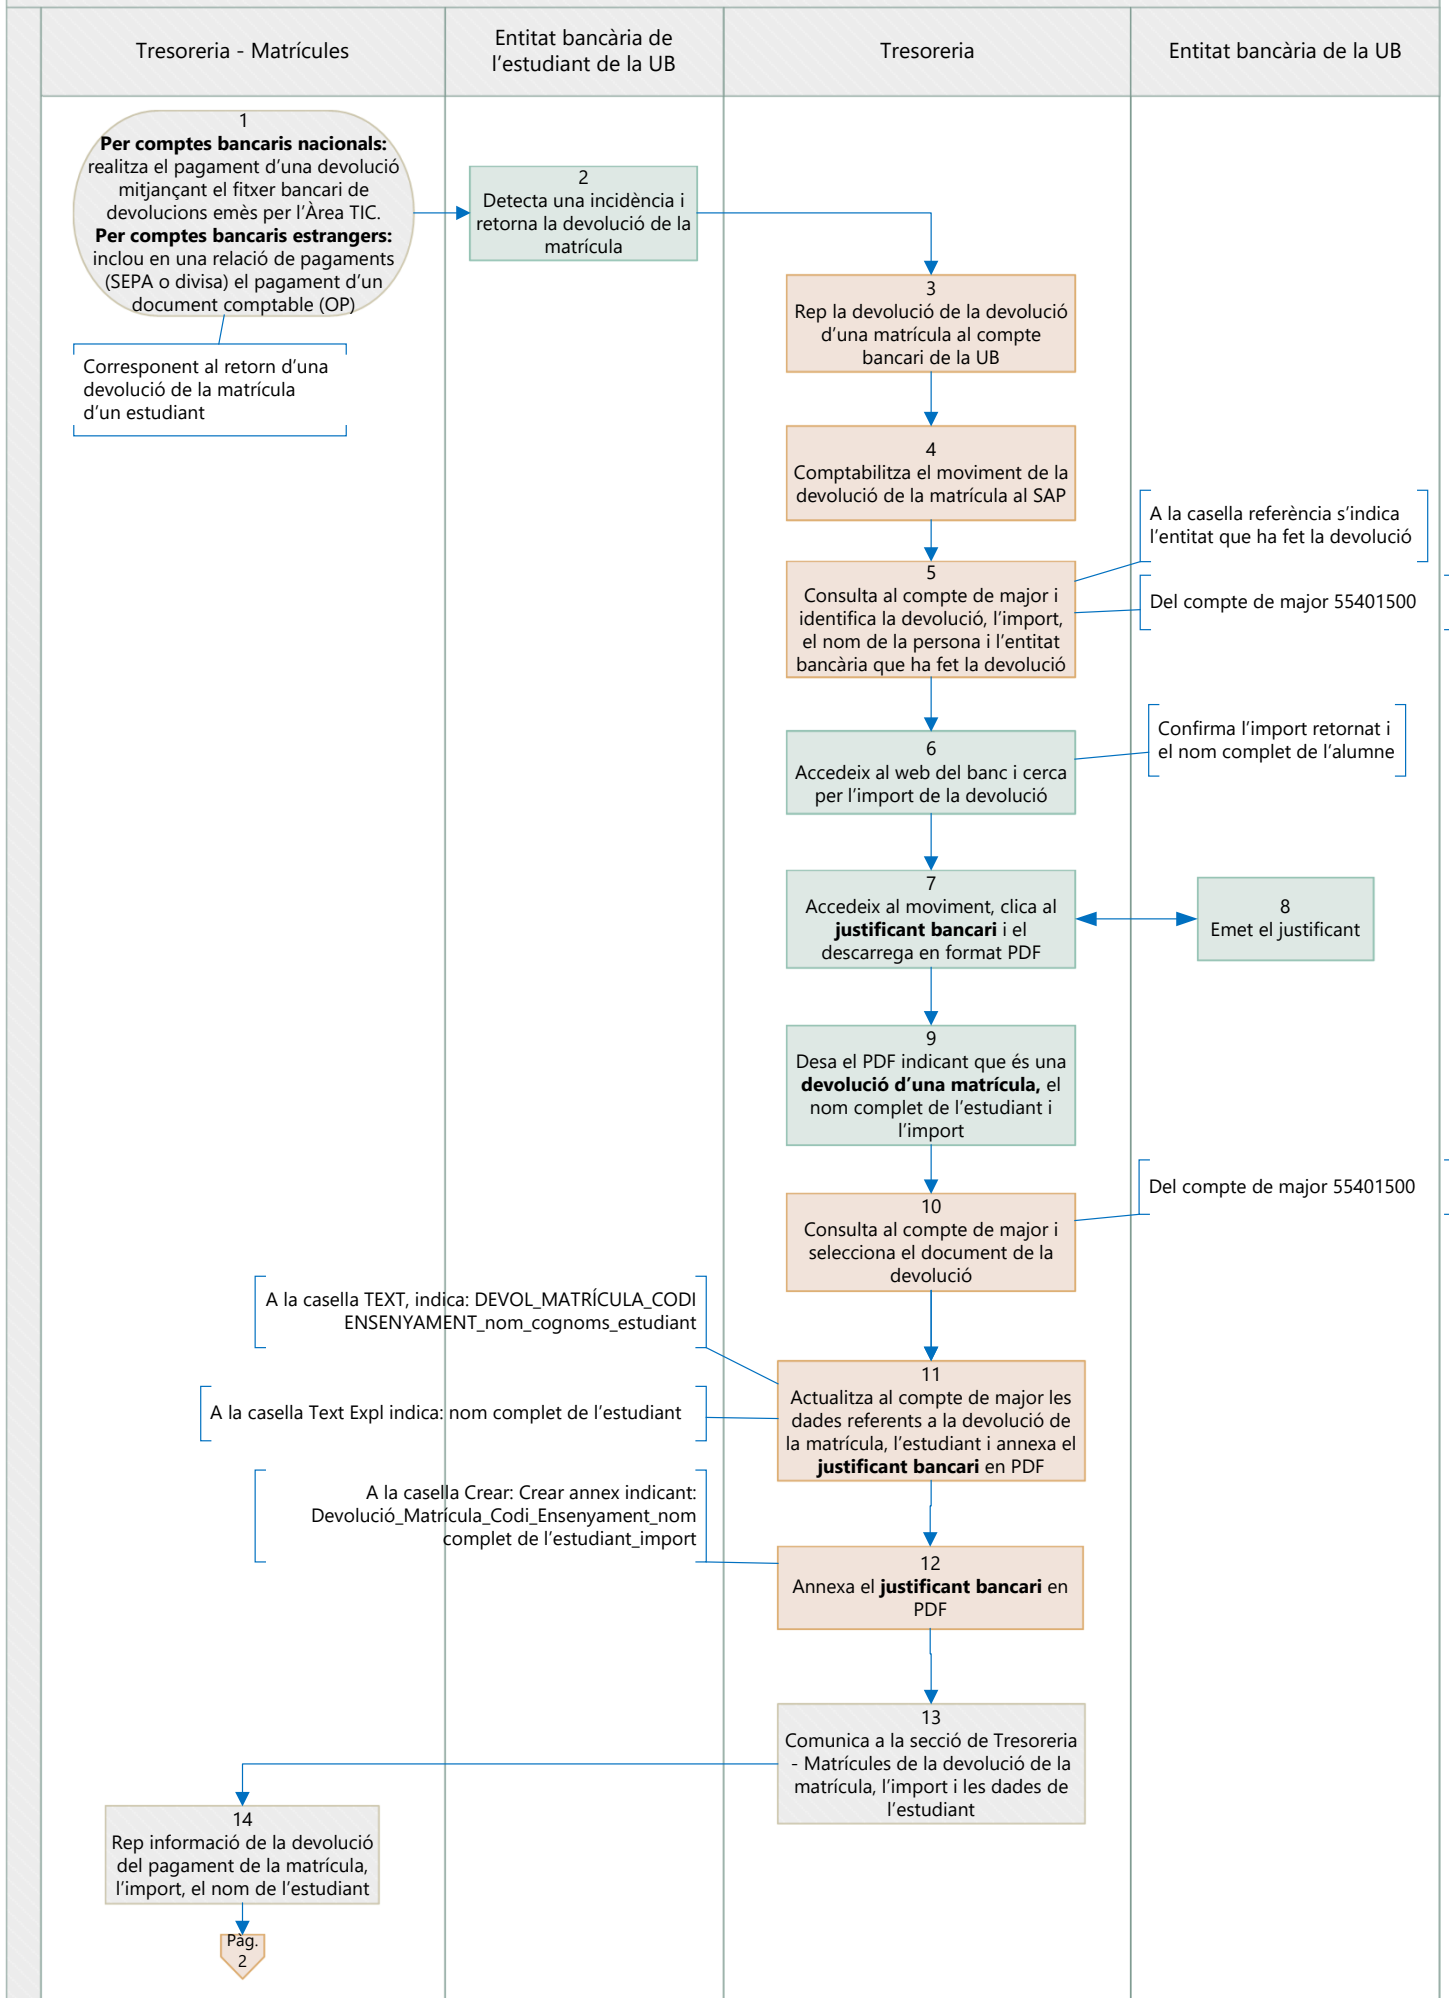 Tresoreria - Matrícules
Entitat bancària de
l'estudiant de la UB
Tresoreria
Entitat bancària de la UB
1
Per comptes bancaris nacionals:
realitza el pagament d'una devolució
mitjançant el fitxer bancari de
devolucions emès per l'Àrea TIC.
Per comptes bancaris estrangers:
inclou en una relació de pagaments
(SEPA o divisa) el pagament d'un
document comptable (OP)
Corresponent al retorn d'una
devolució de la matrícula
d'un estudiant
2
Detecta una incidència i
retorna la devolució de la
matrícula
3
Rep la devolució de la devolució
d'una matrícula al compte
bancari de la UB
4
Comptabilitza el moviment de la
devolució de la matrícula al SAP
A la casella referència s'indica
l'entitat que ha fet la devolució
5
Consulta al compte de major i
identifica la devolució, l'import,
el nom de la persona i l'entitat
bancària que ha fet la devolució
Del compte de major 55401500
6
Accedeix al web del banc i cerca
per l'import de la devolució
Confirma l'import retornat i
el nom complet de l'alumne
7
Accedeix al moviment, clica al
justificant bancari i el
descarrega en format PDF
8
Emet el justificant
9
Desa el PDF indicant que és una
devolució d'una matrícula, el
nom complet de l'estudiant i
l'import
10
Consulta al compte de major i
selecciona el document de la
devolució
Del compte de major 55401500
A la casella TEXT, indica: DEVOL_MATRÍCULA_CODI
ENSENYAMENT_nom_cognoms_estudiant
11
Actualitza al compte de major les
dades referents a la devolució de
la matrícula, l'estudiant i annexa el
justificant bancari en PDF
A la casella Text Expl indica: nom complet de l'estudiant
A la casella Crear: Crear annex indicant:
Devolució_Matrícula_Codi_Ensenyament_nom
complet de l'estudiant_import
12
Annexa el justificant bancari en
PDF
13
Comunica a la secció de Tresoreria
- Matrícules de la devolució de la
matrícula, l'import i les dades de
l'estudiant
14
Rep informació de la devolució
del pagament de la matrícula,
l'import, el nom de l'estudiant
Pàg.
2